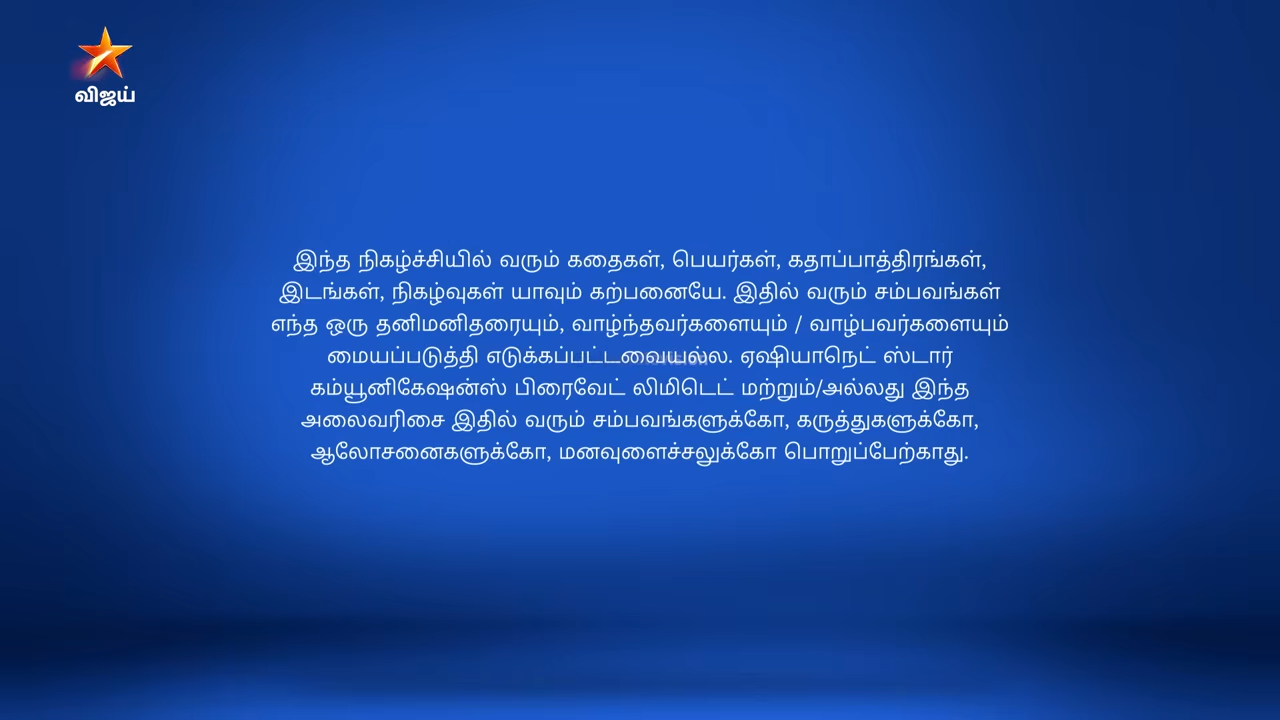 விஜய்
இந்த நிகழ்ச்சியில் வரும் கதைகள், பெயர்கள், கதாப்பாத்திரங்கள்,
இடங்கள், நிகழ்வுகள் யாவும் கற்பனையே. இதில் வரும் சம்பவங்கள்
எந்த ஒரு தனிமனிதரையும், வாழ்ந்தவர்களையும் / வாழ்பவர்களையும்
மையப்படுத்தி எடுக்கப்பட்டவையல்ல. ஏஷியாநெட் ஸ்டார்
கம்யூனிகேஷன்ஸ் பிரைவேட் லிமிடெட் மற்றும்/அல்லது இந்த
அலைவரிசை இதில் வரும் சம்பவங்களுக்கோ, கருத்துகளுக்கோ,
ஆலோசனைகளுக்கோ, மனவுளைச்சலுக்கோ பொறுப்பேற்காது.